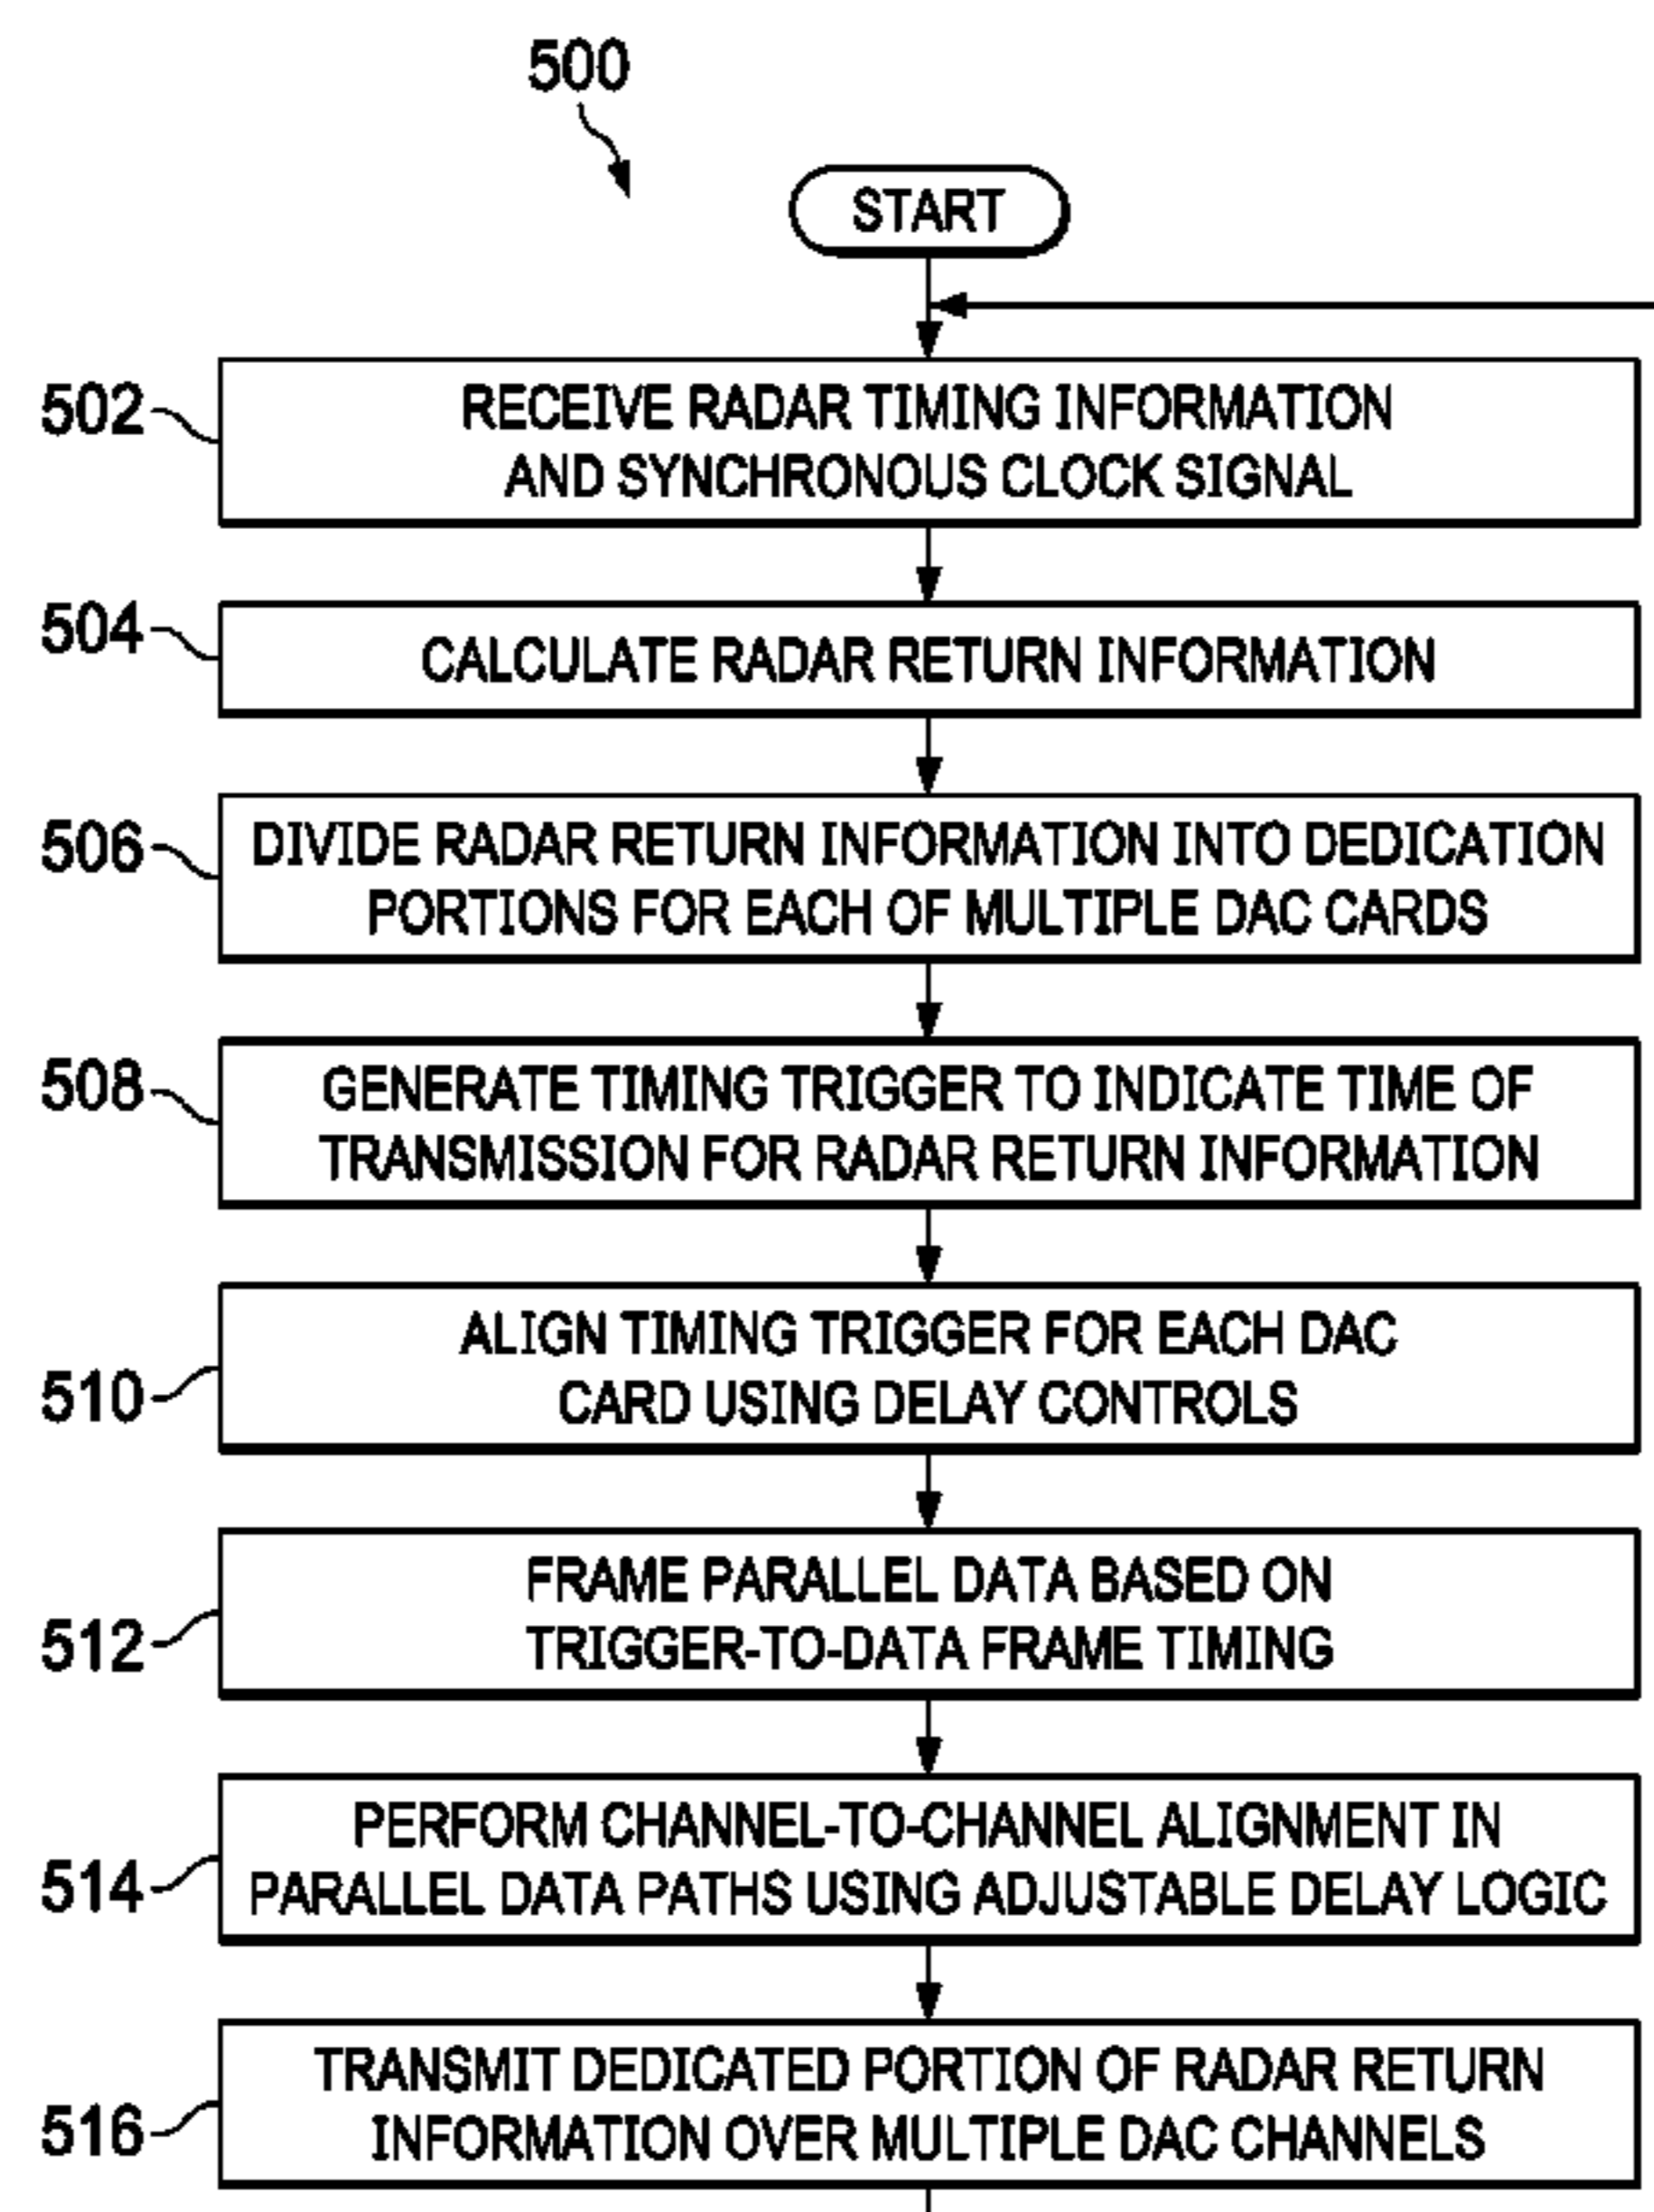 500
START
502
RECEIVE RADAR TIMING INFORMATION
AND SYNCHRONOUS CLOCK SIGNAL
504
CALCULATE RADAR RETURN INFORMATION
506
DIVIDE RADAR RETURN INFORMATION INTO DEDICATION
PORTIONS FOR EACH OF MULTIPLE DAC CARDS
508
GENERATE TIMING TRIGGER TO INDICATE TIME OF
TRANSMISSION FOR RADAR RETURN INFORMATION
510
ALIGN TIMING TRIGGER FOR EACH DAC
CARD USING DELAY CONTROLS
512
FRAME PARALLEL DATA BASED ON
TRIGGER-TO-DATA FRAME TIMING
514
PERFORM CHANNEL-TO-CHANNEL ALIGNMENT IN
PARALLEL DATA PATHS USING ADJUSTABLE DELAY LOGIC
516
TRANSMIT DEDICATED PORTION OF RADAR RETURN
INFORMATION OVER MULTIPLE DAC CHANNELS